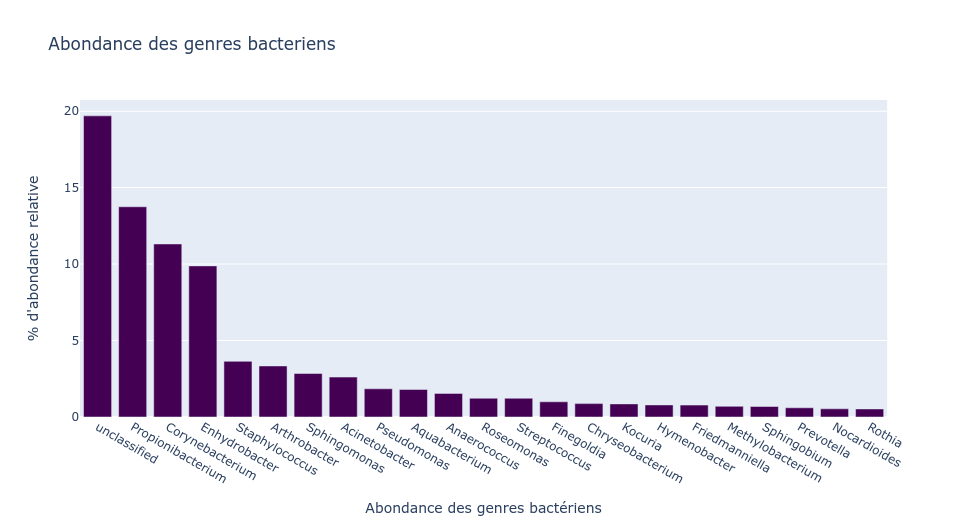 Abondance des genres bacteriens
% d'abondance relative
20
15
10
5
0
unclassified
Propionibacterium
Corynebacterium
Enhydrobacter
Staphylococcus
Arthrobacter
Sphingomonas
Acinetobacter
Pseudomonas
Aquabacterium
Anaerococcus
Roseomonas
Streptococcus
Finegoldia
Chryseobacterium
Kocuria
Hymenobacter
Friedmanniella
Methylobacterium
Sphingobium
Prevotella
Nocardioides
Rothia
Abondance des genres bactériens